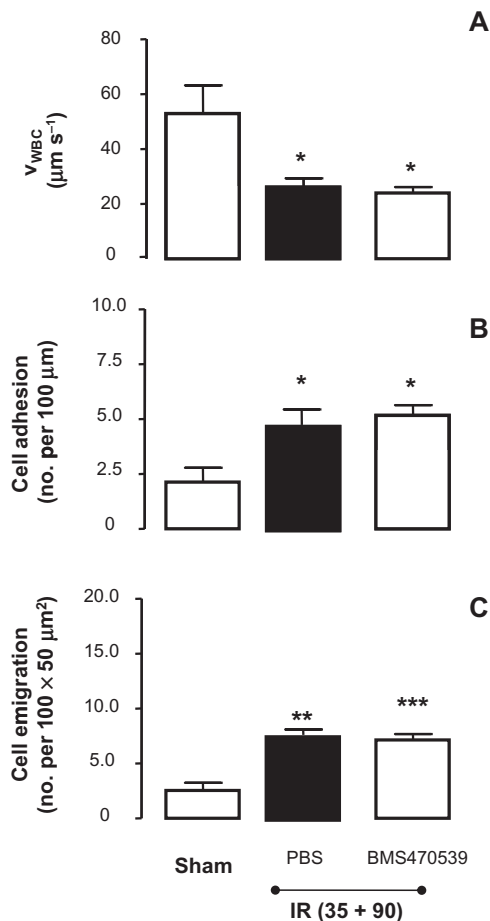 A
v_WBC
(μm s⁻¹)
80
60
40
20
0
*
*
B
Cell adhesion
(no. per 100 μm)
10.0
7.5
5.0
2.5
0
*
*
C
Cell emigration
(no. per 100 × 50 μm²)
20.0
15.0
10.0
5.0
0
**
***
Sham
PBS
BMS470539
IR (35 + 90)